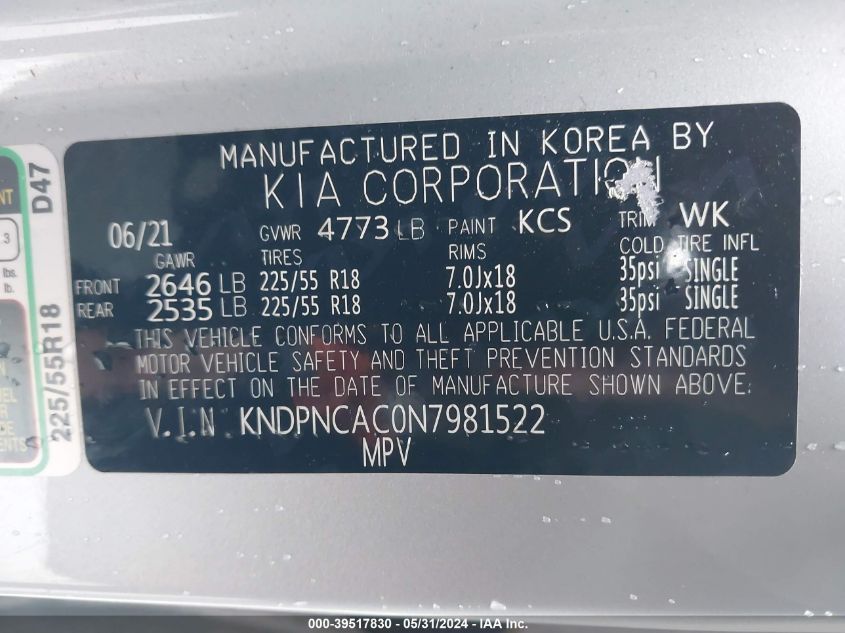 MANUFACTURED IN KOREA BY
KIA CORPORATION
06/21 GVWR 4773 LB PAINT KCS TRIM WK
GAWR TIRES RIMS COLD TIRE INFL
FRONT 2646 LB 225/55 R18 7.0Jx18 35psi SINGLE
REAR 2535 LB 225/55 R18 7.0Jx18 35psi SINGLE
THIS VEHICLE CONFORMS TO ALL APPLICABLE U.S.A. FEDERAL
MOTOR VEHICLE SAFETY AND THEFT PREVENTION STANDARDS
IN EFFECT ON THE DATE OF MANUFACTURE SHOWN ABOVE.
V.I.N KNDPNCAC0N7981522
MPV
D47
225/55R18
3
lbs.
lb.
000-39517830 - 05/31/2024 - IAA Inc.